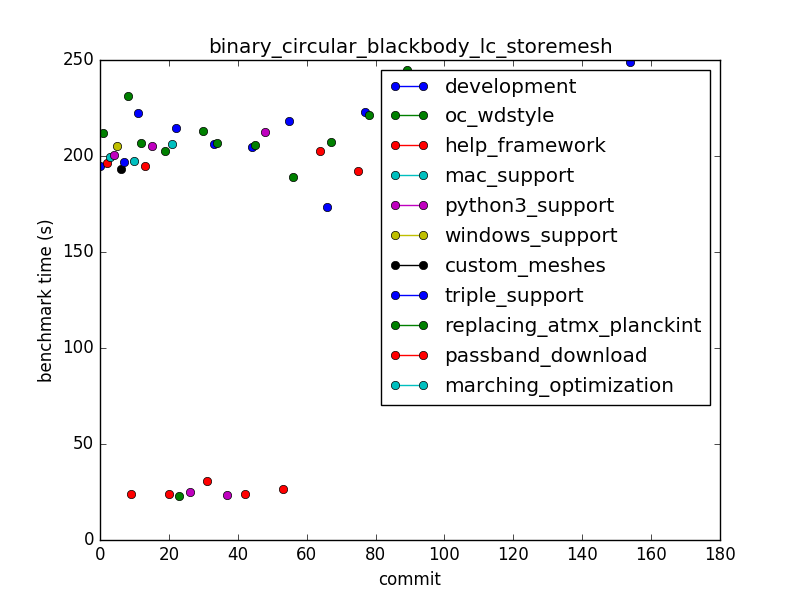 binary_circular_blackbody_lc_storemesh
250
200
150
100
50
0
benchmark time (s)
development
oc_wdstyle
help_framework
mac_support
python3_support
windows_support
custom_meshes
triple_support
replacing_atmx_planckint
passband_download
marching_optimization
0 20 40 60 80 100 120 140 160 180
commit